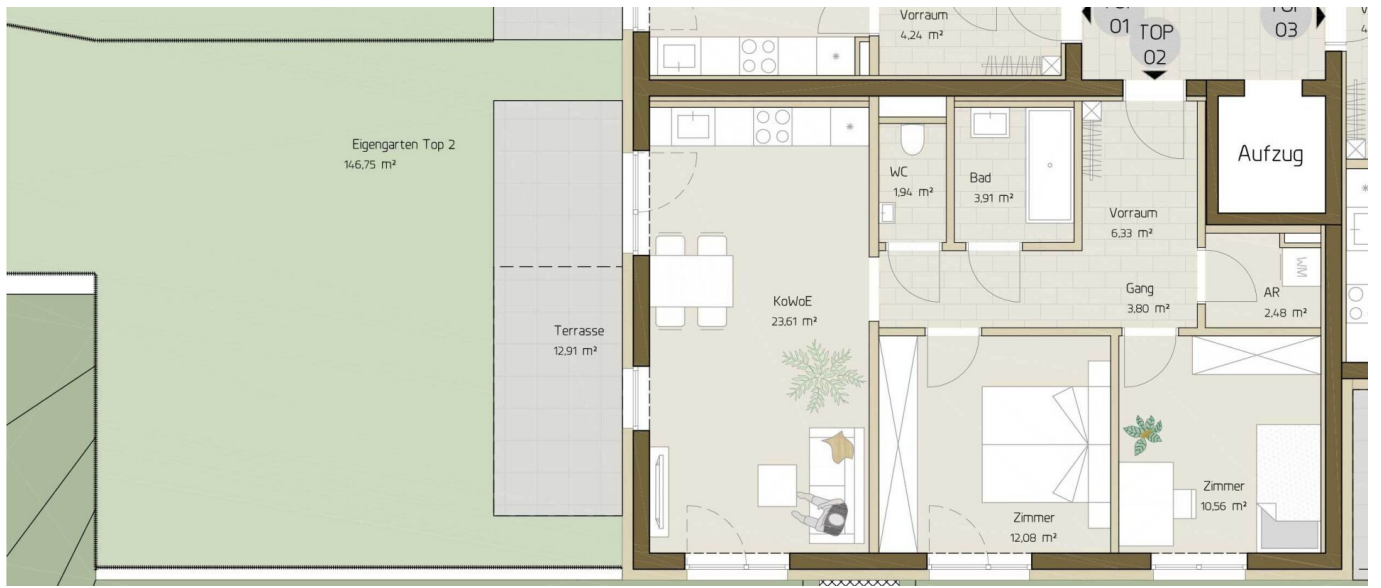 Vorraum
4,24 m²
01
TOP
02
03
Eigengarten Top 2
146,75 m²
WC
1,94 m²
Bad
3,91 m²
Aufzug
Vorraum
6,33 m²
WM
Gang
3,80 m²
AR
2,48 m²
KoWoE
23,61 m²
Terrasse
12,91 m²
Zimmer
12,08 m²
Zimmer
10,56 m²